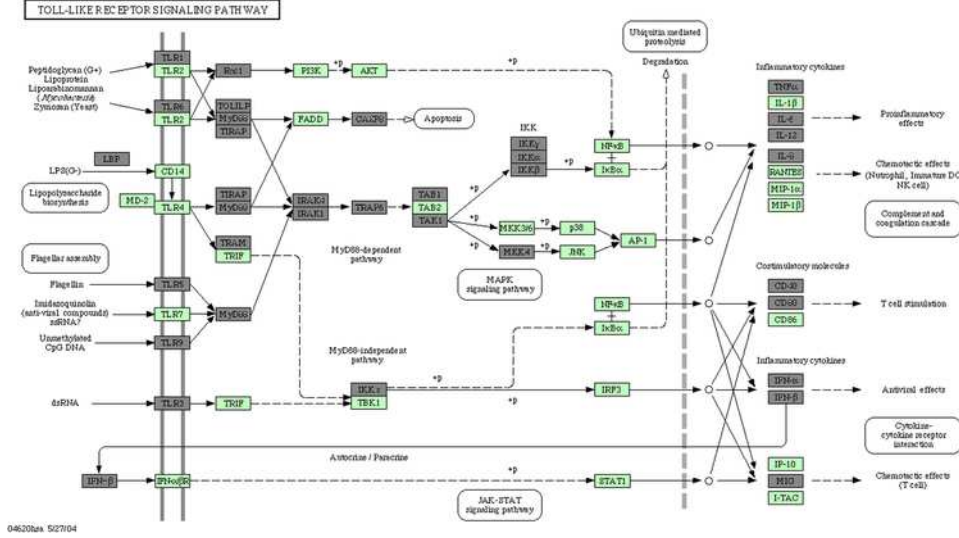 TOLL-LIKE RECEPTOR SIGNALING PATHWAY
Ubiquitin mediated
proteolysis
Degradation
Inflammatory cytokines
Peptidoglycan (G+)
Lipoprotein
Lipoarabinomannan
(Mycobacteria)
Zymosan (Yeast)
TLR1
TLR2
Rac1
PI3K
+p
AKT
+p
TLR6
TLR2
TOLLIP
MyD88
TIRAP
FADD
CASP8
Apoptosis
IKK
IKKγ
IKKα
IKKβ
+p
+p
NFκB
IκBα
TNFα
IL-1β
IL-6
IL-12
Proinflammatory
effects
IL-8
RANTES
MIP-1α
MIP-1β
Chemotactic effects
(Neutrophil, Immature DC
NK cell)
LBP
LPS(G-)
CD14
Lipopolysaccharide
biosynthesis
MD-2
TLR4
TIRAP
MyD88
IRAK4
IRAK1
TRAF6
TAB1
TAB2
TAK1
+p
+p
MKK3/6
+p
p38
MKK4
+p
JNK
AP-1
Complement and
coagulation cascade
TRAM
TRIF
MyD88-dependent
pathway
MAPK
signaling pathway
Flagellar assembly
Flagellin
TLR5
Imidazoquinolin
(anti-viral compounds)
ssRNA?
TLR7
MyD88
Unmethylated
CpG DNA
TLR9
NFκB
IκBα
Costimulatory molecules
CD40
CD80
CD86
T cell stimulation
MyD88-independent
pathway
+p
Inflammatory cytokines
dsRNA
TLR3
TRIF
IKKε
TBK1
+p
IRF3
IFN-α
IFN-β
Antiviral effects
Cytokine-
cytokine receptor
interaction
Autocrine / Paracrine
IFN-β
IFNα/βR
+p
STAT1
JAK-STAT
signaling pathway
IP-10
MIG
I-TAC
Chemotactic effects
(T cell)
04620hsa 5/27/04